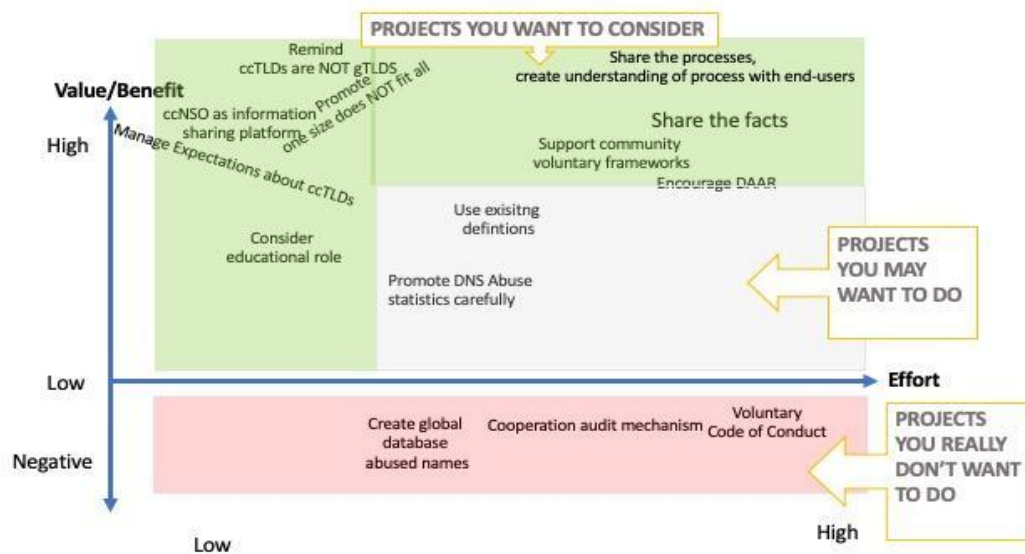 PROJECTS YOU WANT TO CONSIDER
Remind
ccTLDs are NOT gTLDS
Promote
one size does NOT fit all
Share the processes,
create understanding of process with end-users
Value/Benefit
High
ccNSO as information
sharing platform
Manage Expectations about ccTLDs
Share the facts
Support community
voluntary frameworks
Encourage DAAR
Use exisitng
defintions
Consider
educational role
Promote DNS Abuse
statistics carefully
PROJECTS
YOU MAY
WANT TO DO
Low
Effort
Create global
database
abused names
Cooperation audit mechanism
Voluntary
Code of Conduct
PROJECTS
YOU REALLY
DON'T WANT
TO DO
Negative
Low
High